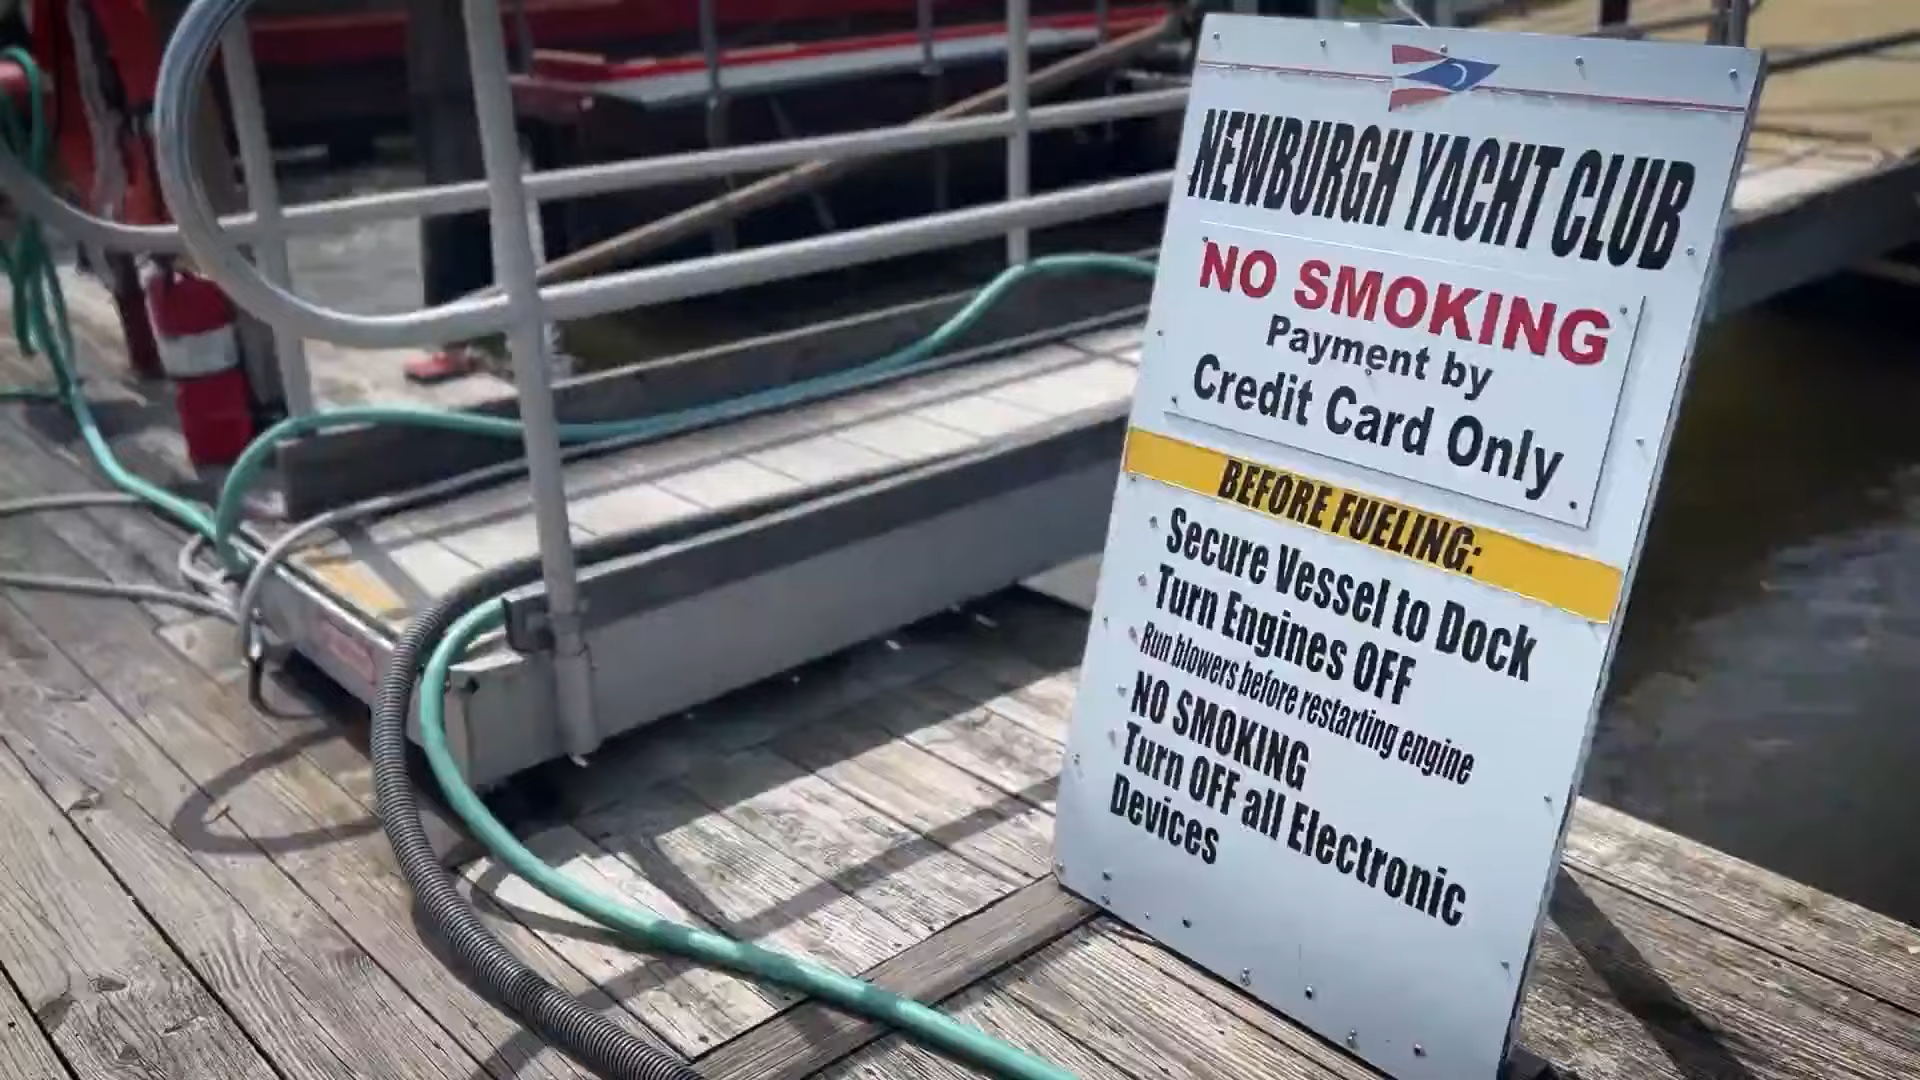 NEWBURGH YACHT CLUB
NO SMOKING
Payment by
Credit Card Only
BEFORE FUELING:
Secure Vessel to Dock
Turn Engines OFF
Run blowers before restarting engine
NO SMOKING
Turn OFF all Electronic
Devices